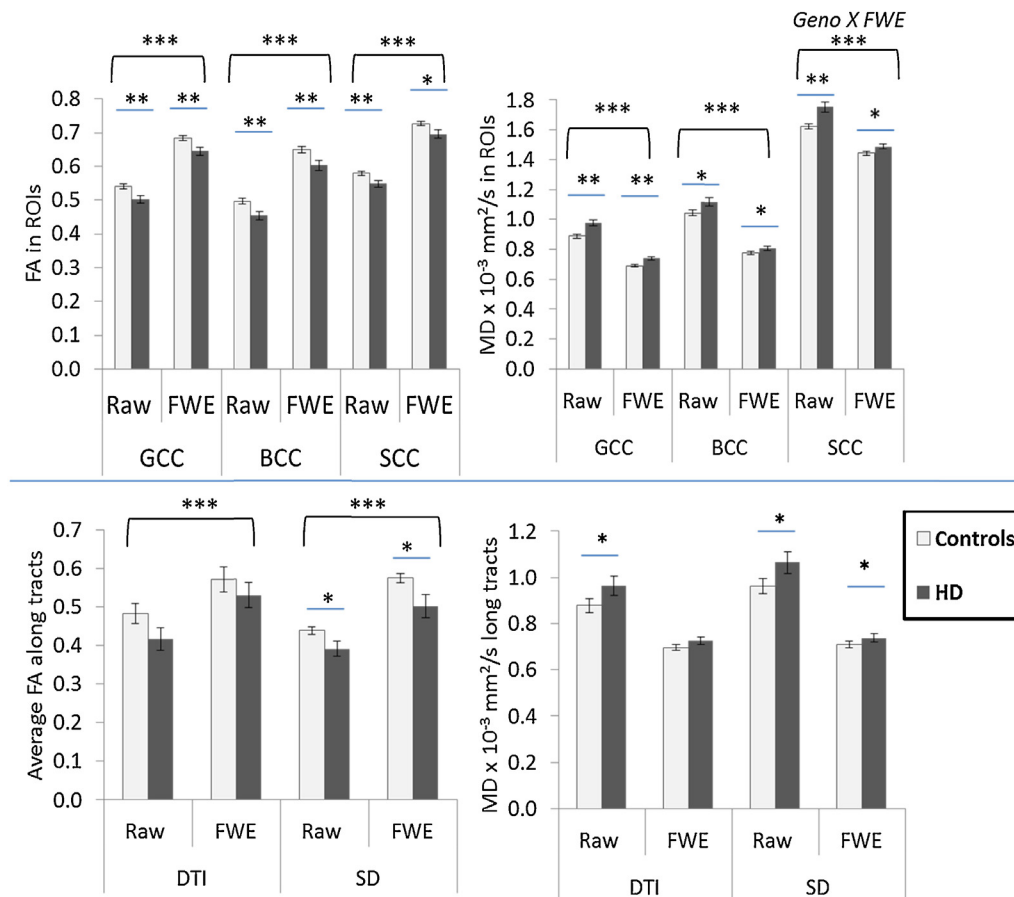 *** *** ***
** ** ** ** ** *
FA in ROIs
0.8
0.7
0.6
0.5
0.4
0.3
0.2
0.1
0.0
Raw FWE Raw FWE Raw FWE
GCC BCC SCC
Geno X FWE
*** *** ***
** ** * * ** *
MD x 10⁻³ mm²/s in ROIs
1.8
1.6
1.4
1.2
1.0
0.8
0.6
0.4
0.2
0.0
Raw FWE Raw FWE Raw FWE
GCC BCC SCC
*** ***
* *
Average FA along tracts
0.7
0.6
0.5
0.4
0.3
0.2
0.1
0.0
Raw FWE Raw FWE
DTI SD
* * *
MD x 10⁻³ mm²/s long tracts
1.2
1.0
0.8
0.6
0.4
0.2
0.0
Raw FWE Raw FWE
DTI SD
Controls
HD